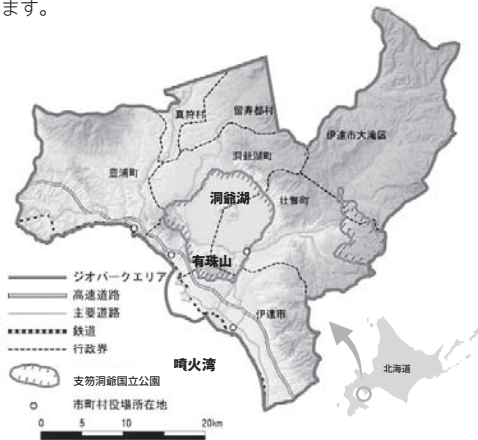 ます。
真狩村
留寿都村
伊達市大滝区
洞爺湖町
豊浦町
洞爺湖
壮瞥町
有珠山
伊達市
噴火湾
北海道
ジオパークエリア
高速道路
主要道路
鉄道
行政界
支笏洞爺国立公園
市町村役場所在地
0 5 10 20km